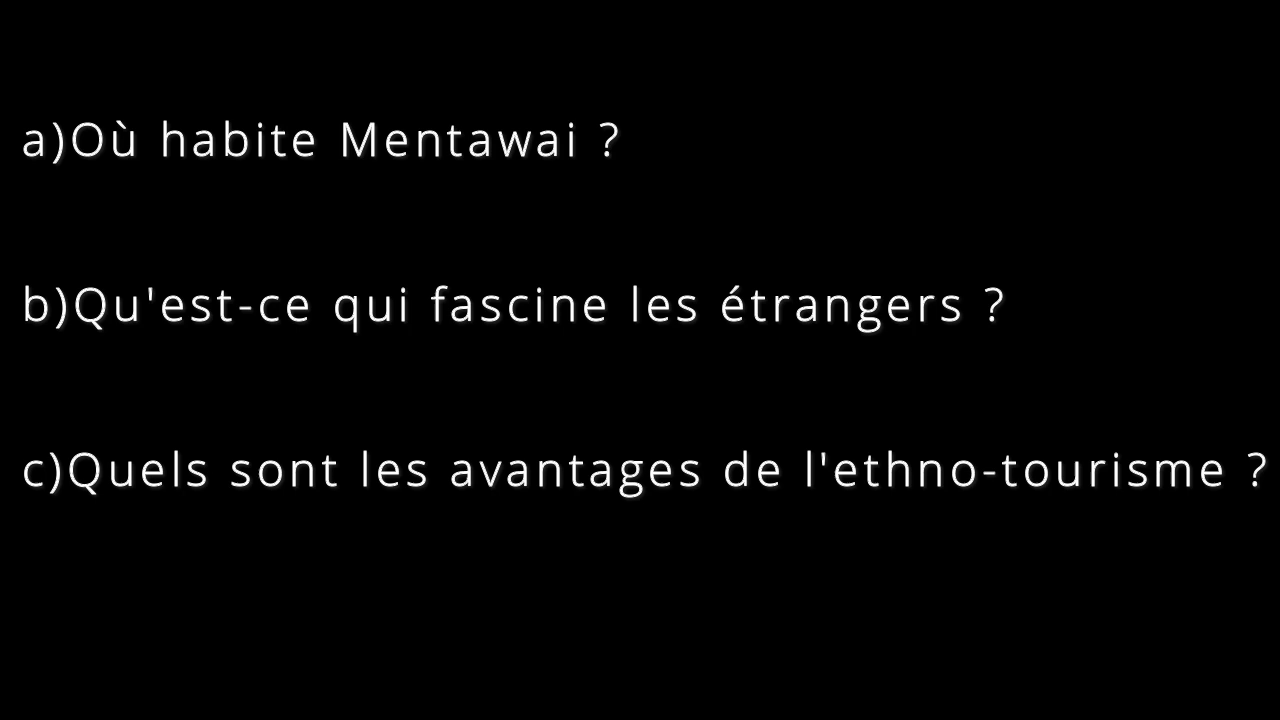 a)Où habite Mentawai ?
b)Qu'est-ce qui fascine les étrangers ?
c)Quels sont les avantages de l'ethno-tourisme ?